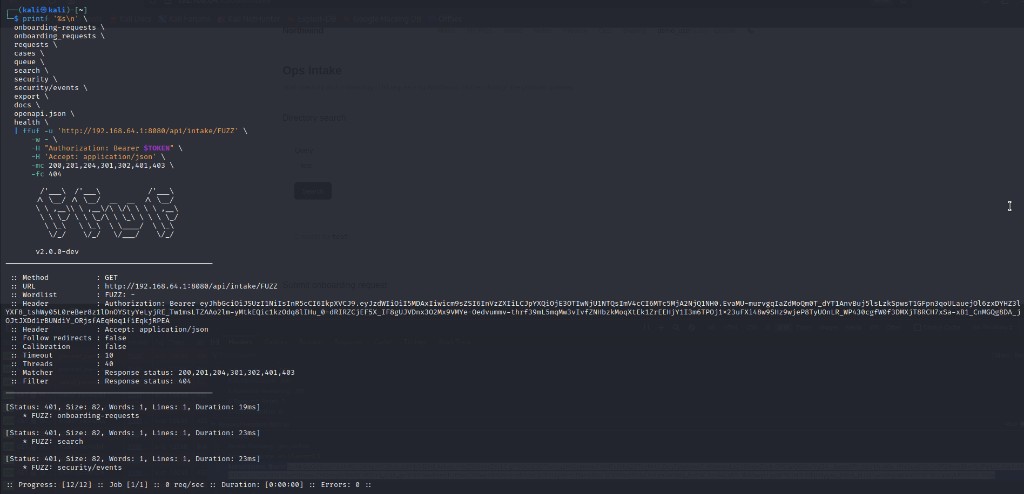 (kali㉿kali)-[~]
$ printf '%s\n' \
onboarding-requests \
onboarding_requests \
requests \
cases \
queue \
search \
security \
security/events \
export \
docs \
openapi.json \
health \
| ffuf -u 'http://192.168.64.1:8080/api/intake/FUZZ' \
-w - \
-H "Authorization: Bearer $TOKEN" \
-H 'Accept: application/json' \
-mc 200,201,204,301,302,401,403 \
-fc 404
v2.0.0-dev
:: Method : GET
:: URL : http://192.168.64.1:8080/api/intake/FUZZ
:: Wordlist : FUZZ: -
:: Header : Authorization: Bearer
:: Header : Accept: application/json
:: Follow redirects : false
:: Calibration : false
:: Timeout : 10
:: Threads : 40
:: Matcher : Response status: 200,201,204,301,302,401,403
:: Filter : Response status: 404
[Status: 401, Size: 82, Words: 1, Lines: 1, Duration: 19ms]
* FUZZ: onboarding-requests
[Status: 401, Size: 82, Words: 1, Lines: 1, Duration: 23ms]
* FUZZ: search
[Status: 401, Size: 82, Words: 1, Lines: 1, Duration: 23ms]
* FUZZ: security/events
:: Progress: [12/12] :: Job [1/1] :: 0 req/sec :: Duration: [0:00:00] :: Errors: 0 ::
Ops intake